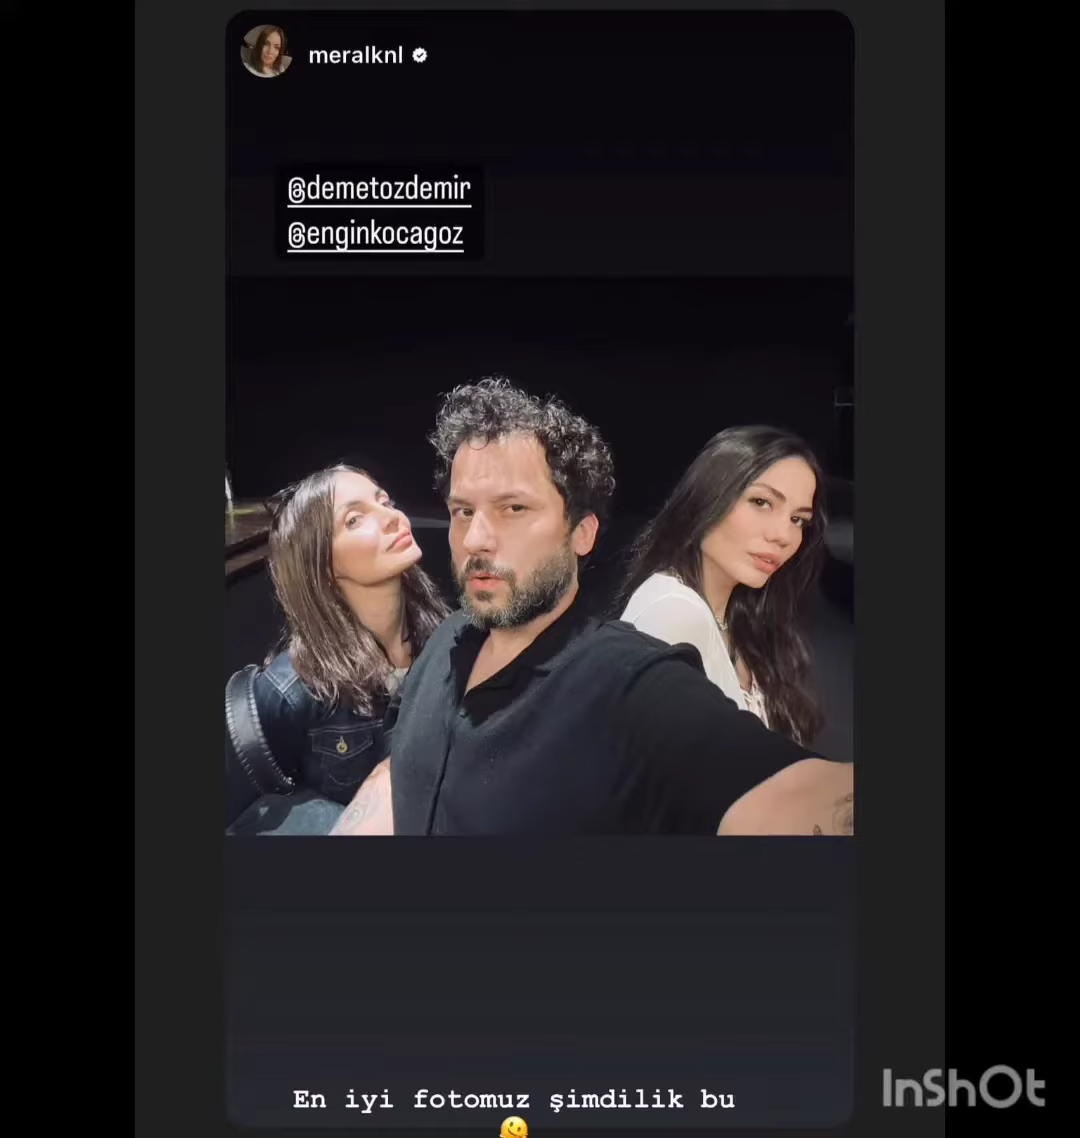 meralknl
@demetozdemir
@enginkocagoz
En iyi fotomuz şimdilik bu
InShOt